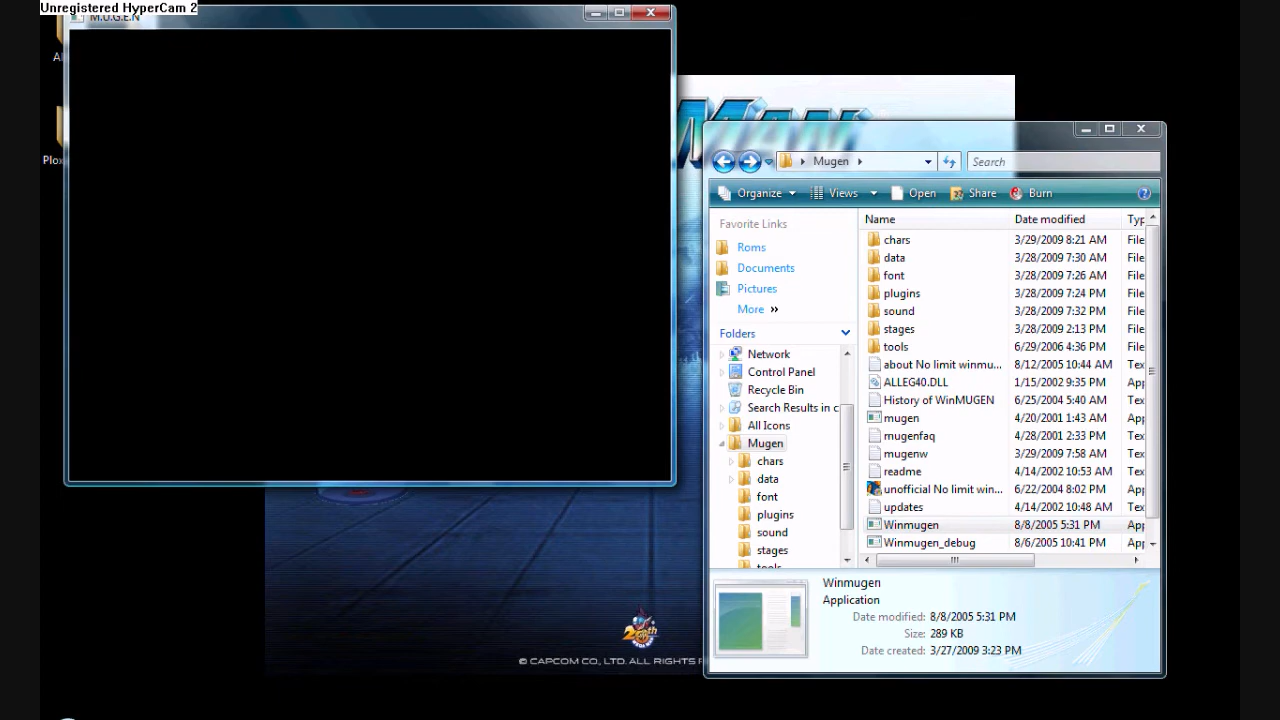 Unregistered HyperCam 2
M.U.G.E.N
Mugen
Search
Organize Views Open Share Burn
Favorite Links
Roms
Documents
Pictures
More »
Folders
Network
Control Panel
Recycle Bin
Search Results in c
All Icons
Mugen
chars
data
font
plugins
sound
stages
tools
Name Date modified Typ
chars 3/29/2009 8:21 AM File
data 3/28/2009 7:30 AM File
font 3/28/2009 7:26 AM File
plugins 3/28/2009 7:24 PM File
sound 3/28/2009 7:32 PM File
stages 3/28/2009 2:13 PM File
tools 6/29/2006 4:36 PM File
about No limit winmu... 8/12/2005 10:44 AM Tex
ALLEG40.DLL 1/15/2002 9:35 PM App
History of WinMUGEN 6/25/2004 5:40 AM Tex
mugen 4/20/2001 1:43 AM App
mugenfaq 4/28/2001 2:33 PM Tex
mugenw 3/29/2009 7:58 AM Tex
readme 4/14/2002 10:53 AM Tex
unofficial No limit win... 6/22/2004 8:02 PM App
updates 4/14/2002 10:48 AM Tex
Winmugen 8/8/2005 5:31 PM App
Winmugen_debug 8/6/2005 10:41 PM App
Winmugen
Application
Date modified: 8/8/2005 5:31 PM
Size: 289 KB
Date created: 3/27/2009 3:23 PM
Plox
Man
20th
© CAPCOM CO., LTD. ALL RIGHTS